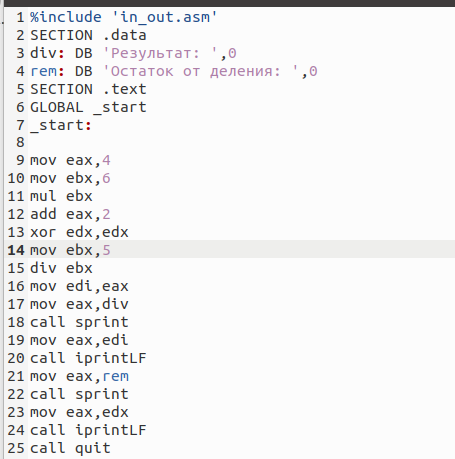 1 %include 'in_out.asm'
2 SECTION .data
3 div: DB 'Результат: ',0
4 rem: DB 'Остаток от деления: ',0
5 SECTION .text
6 GLOBAL _start
7 _start:
8
9 mov eax,4
10 mov ebx,6
11 mul ebx
12 add eax,2
13 xor edx,edx
14 mov ebx,5
15 div ebx
16 mov edi,eax
17 mov eax,div
18 call sprint
19 mov eax,edi
20 call iprintLF
21 mov eax,rem
22 call sprint
23 mov eax,edx
24 call iprintLF
25 call quit